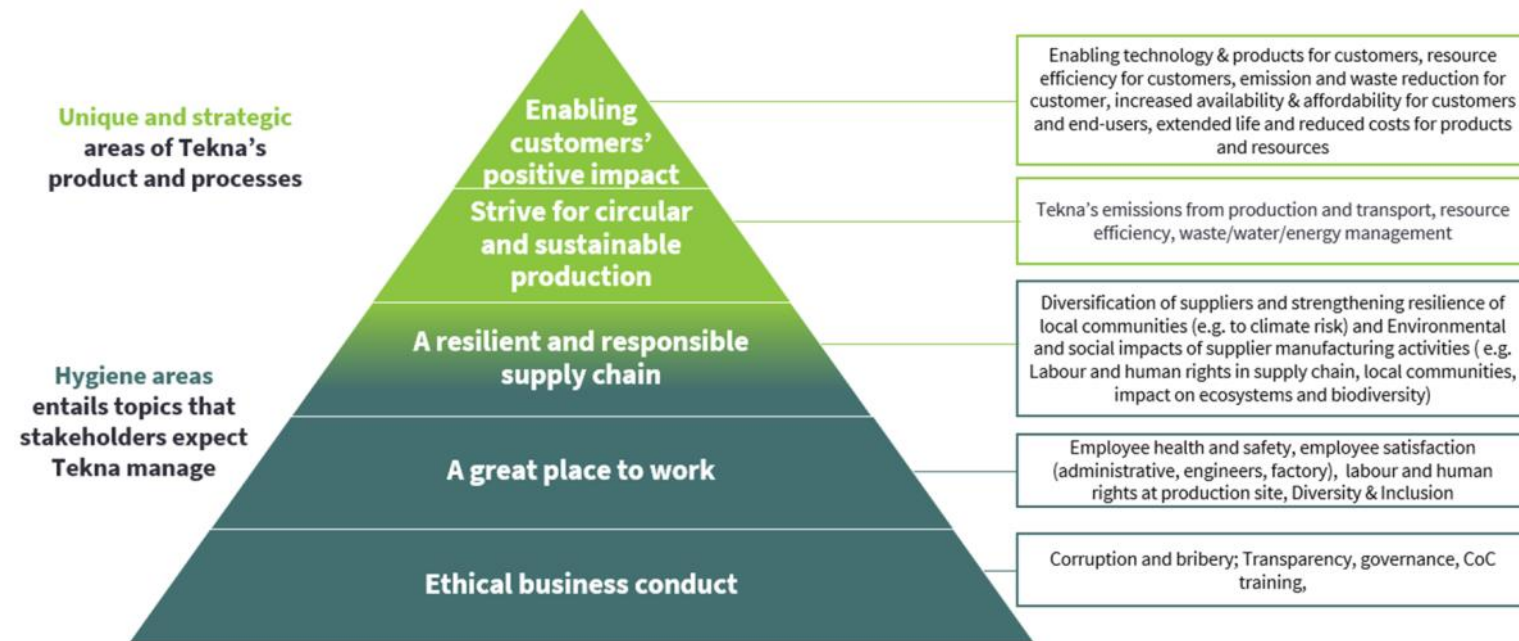 Unique and strategic
areas of Tekna's
product and processes
Hygiene areas
entails topics that
stakeholders expect
Tekna manage
Enabling
customers'
positive impact
Strive for circular
and sustainable
production
A resilient and responsible
supply chain
A great place to work
Ethical business conduct
Enabling technology & products for customers, resource
efficiency for customers, emission and waste reduction for
customer, increased availability & affordability for customers
and end-users, extended life and reduced costs for products
and resources
Tekna's emissions from production and transport, resource
efficiency, waste/water/energy management
Diversification of suppliers and strengthening resilience of
local communities (e.g. to climate risk) and Environmental
and social impacts of supplier manufacturing activities ( e.g.
Labour and human rights in supply chain, local communities,
impact on ecosystems and biodiversity)
Employee health and safety, employee satisfaction
(administrative, engineers, factory), labour and human
rights at production site, Diversity & Inclusion
Corruption and bribery; Transparency, governance, CoC
training,